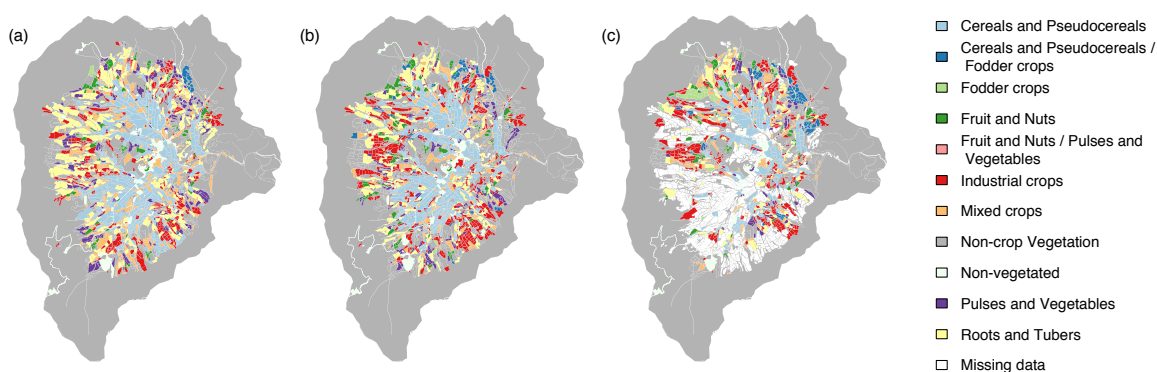 (a)
(b)
(c)
Cereals and Pseudocereals
Cereals and Pseudocereals /
Fodder crops
Fodder crops
Fruit and Nuts
Fruit and Nuts / Pulses and
Vegetables
Industrial crops
Mixed crops
Non-crop Vegetation
Non-vegetated
Pulses and Vegetables
Roots and Tubers
Missing data